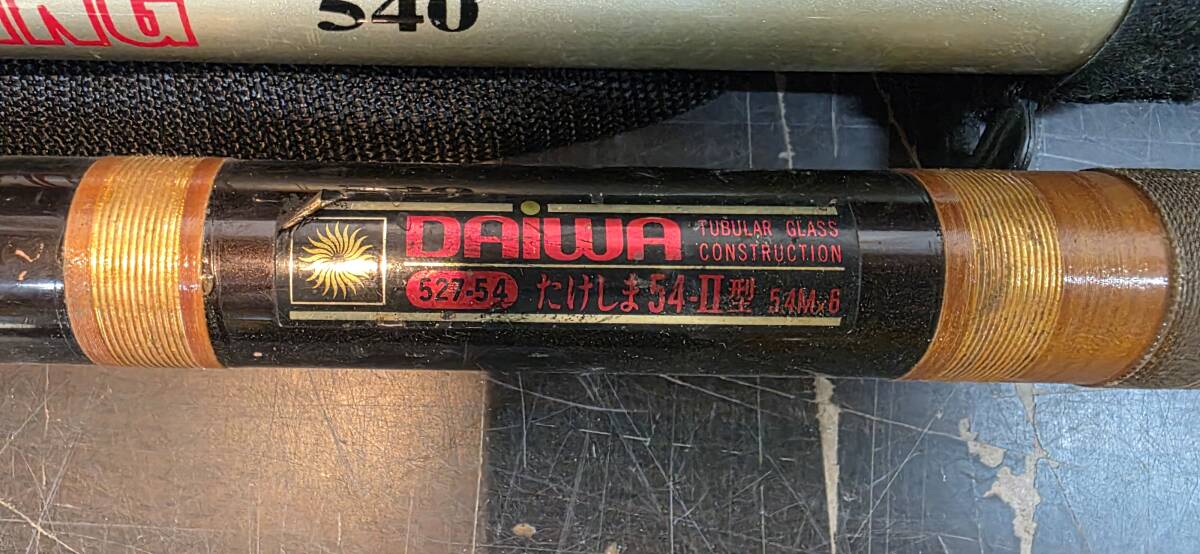 NG
540
DAIWA
TUBULAR GLASS
CONSTRUCTION
527-54 たけしま54-II型 5.4M×6